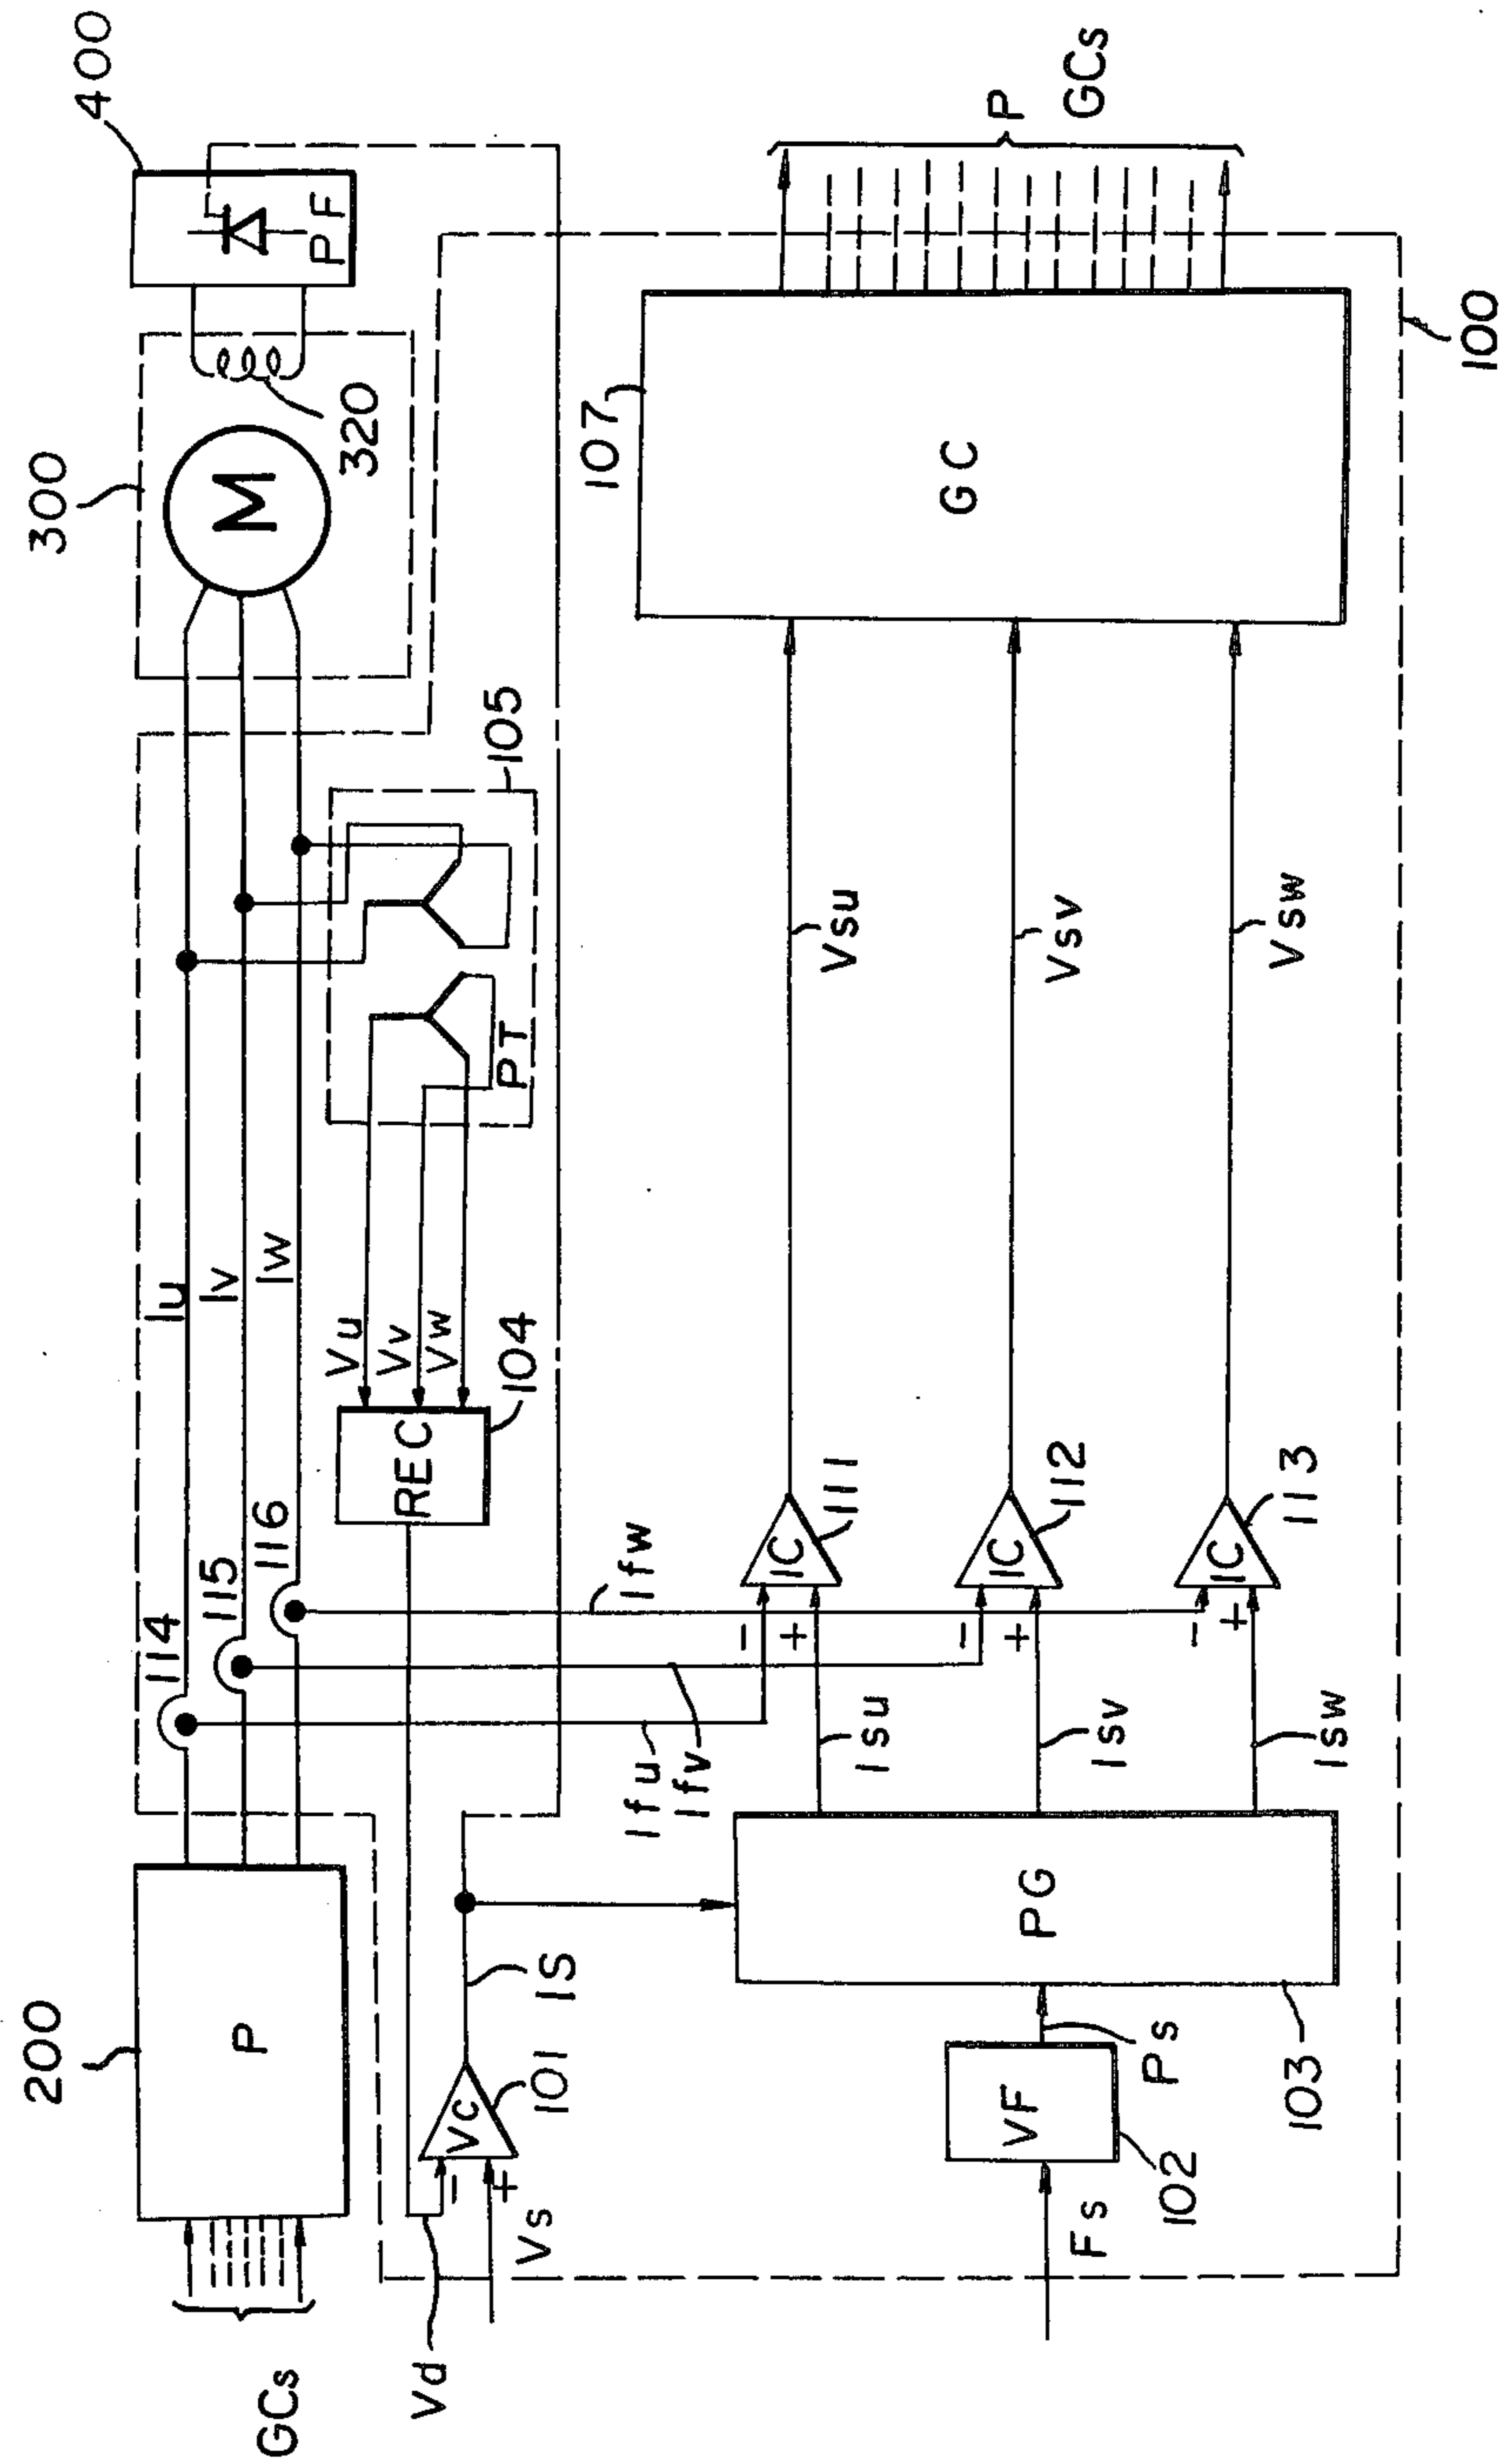 200
P
GCs
114
115
116
Iu
Iv
Iw
300
M
320
400
PF
105
PT
Vu
Vv
Vw
REC
104
Vd
-
+
VC
101
IS
Vs
Ifu
Ifv
Ifw
Fs
VF
102
Ps
PG
103
Isu
Isv
Isw
-
+
IC
111
-
+
IC
112
-
+
IC
113
Vsu
Vsv
Vsw
107
GC
P
GCs
100